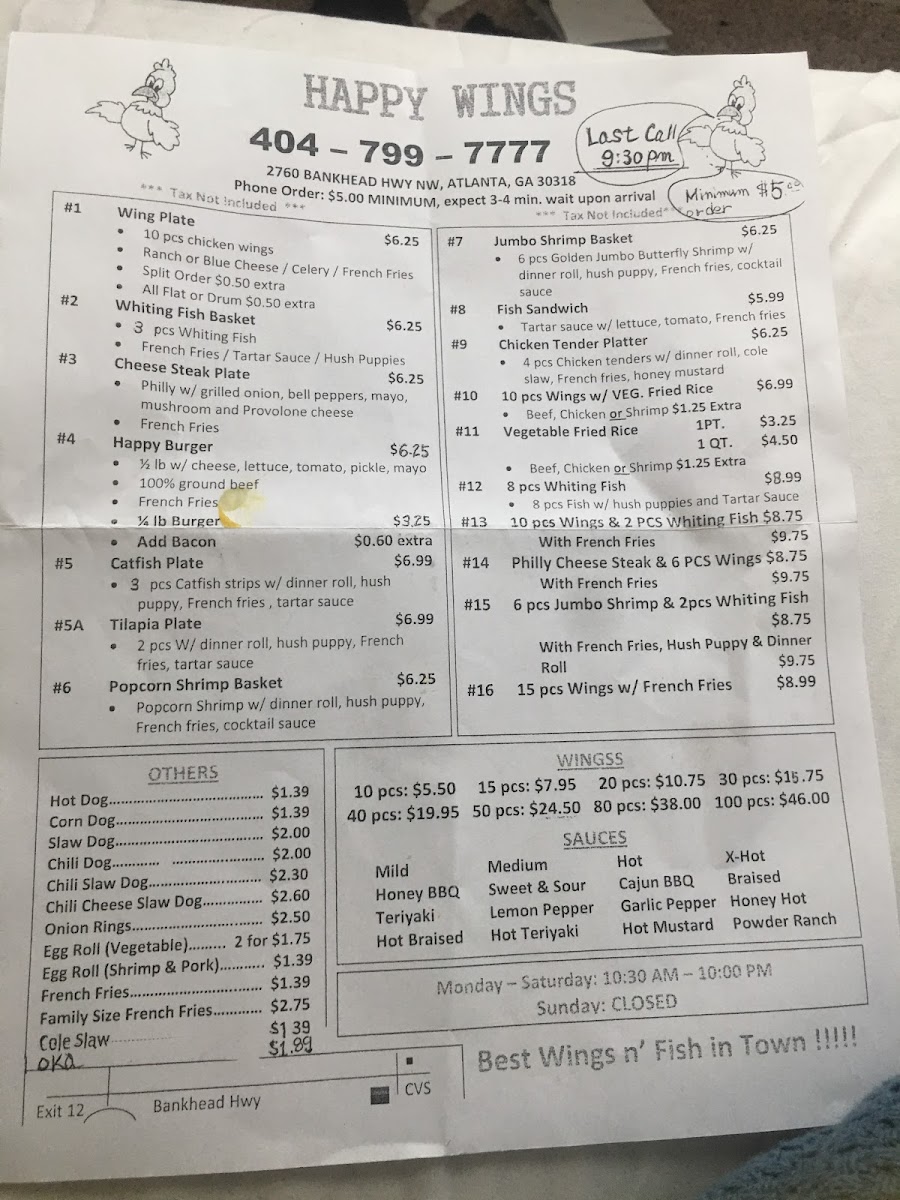 HAPPY WINGS
404 – 799 – 7777
Last Call
9:30 pm
2760 BANKHEAD HWY NW, ATLANTA, GA 30318
Phone Order: $5.00 MINIMUM, expect 3-4 min. wait upon arrival
Minimum $5.00
order
*** Tax Not Included ***
*** Tax Not Included***
#1 Wing Plate $6.25
• 10 pcs chicken wings
• Ranch or Blue Cheese / Celery / French Fries
• Split Order $0.50 extra
• All Flat or Drum $0.50 extra
#2 Whiting Fish Basket $6.25
• 3 pcs Whiting Fish
• French Fries / Tartar Sauce / Hush Puppies
#3 Cheese Steak Plate $6.25
• Philly w/ grilled onion, bell peppers, mayo,
mushroom and Provolone cheese
• French Fries
#4 Happy Burger $6.25
• ½ lb w/ cheese, lettuce, tomato, pickle, mayo
• 100% ground beef
• French Fries
• ¼ lb Burger $3.25
• Add Bacon $0.60 extra
#5 Catfish Plate $6.99
• 3 pcs Catfish strips w/ dinner roll, hush
puppy, French fries , tartar sauce
#5A Tilapia Plate $6.99
• 2 pcs W/ dinner roll, hush puppy, French
fries, tartar sauce
#6 Popcorn Shrimp Basket $6.25
• Popcorn Shrimp w/ dinner roll, hush puppy,
French fries, cocktail sauce
#7 Jumbo Shrimp Basket $6.25
• 6 pcs Golden Jumbo Butterfly Shrimp w/
dinner roll, hush puppy, French fries, cocktail
sauce
#8 Fish Sandwich $5.99
• Tartar sauce w/ lettuce, tomato, French fries
#9 Chicken Tender Platter $6.25
• 4 pcs Chicken tenders w/ dinner roll, cole
slaw, French fries, honey mustard
#10 10 pcs Wings w/ VEG. Fried Rice $6.99
• Beef, Chicken or Shrimp $1.25 Extra
#11 Vegetable Fried Rice 1PT. $3.25
1 QT. $4.50
• Beef, Chicken or Shrimp $1.25 Extra
#12 8 pcs Whiting Fish $8.99
• 8 pcs Fish w/ hush puppies and Tartar Sauce
#13 10 pcs Wings & 2 PCS Whiting Fish $8.75
With French Fries $9.75
#14 Philly Cheese Steak & 6 PCS Wings $8.75
With French Fries $9.75
#15 6 pcs Jumbo Shrimp & 2pcs Whiting Fish
$8.75
With French Fries, Hush Puppy & Dinner
Roll $9.75
#16 15 pcs Wings w/ French Fries $8.99
OTHERS
Hot Dog.................................... $1.39
Corn Dog.................................. $1.39
Slaw Dog.................................. $2.00
Chili Dog........... ..................... $2.00
Chili Slaw Dog.......................... $2.30
Chili Cheese Slaw Dog.............. $2.60
Onion Rings.............................. $2.50
Egg Roll (Vegetable)......... 2 for $1.75
Egg Roll (Shrimp & Pork)........... $1.39
French Fries............................... $1.39
Family Size French Fries............ $2.75
Cole Slaw.............. $1 39
OKA $1.99
WINGSS
10 pcs: $5.50 15 pcs: $7.95 20 pcs: $10.75 30 pcs: $15.75
40 pcs: $19.95 50 pcs: $24.50 80 pcs: $38.00 100 pcs: $46.00
SAUCES
Mild Medium Hot X-Hot
Honey BBQ Sweet & Sour Cajun BBQ Braised
Teriyaki Lemon Pepper Garlic Pepper Honey Hot
Hot Braised Hot Teriyaki Hot Mustard Powder Ranch
Monday – Saturday: 10:30 AM – 10:00 PM
Sunday: CLOSED
Best Wings n' Fish in Town !!!!!
Exit 12 Bankhead Hwy CVS